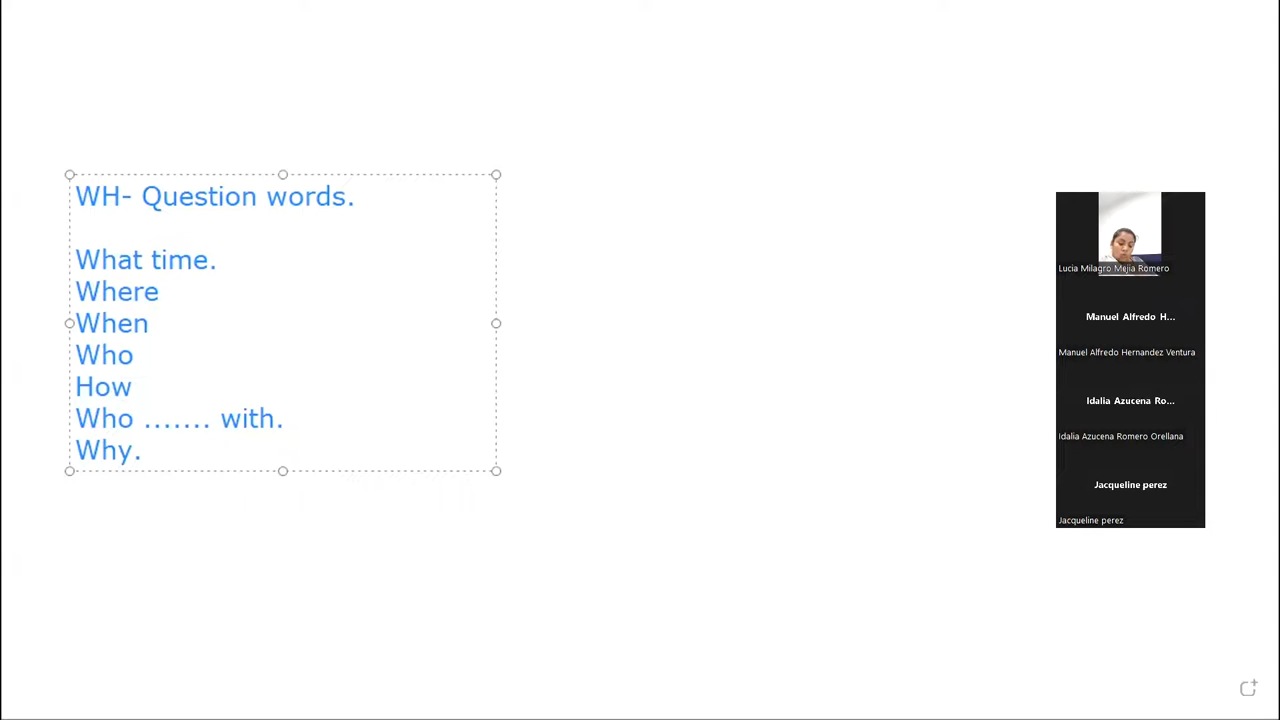 WH- Question words.
What time.
Where
When
Who
How
Who ....... with.
Why.
Lucia Milagro Mejia Romero
Manuel Alfredo H...
Manuel Alfredo Hernandez Ventura
Idalia Azucena Ro...
Idalia Azucena Romero Orellana
Jacqueline perez
Jacqueline perez